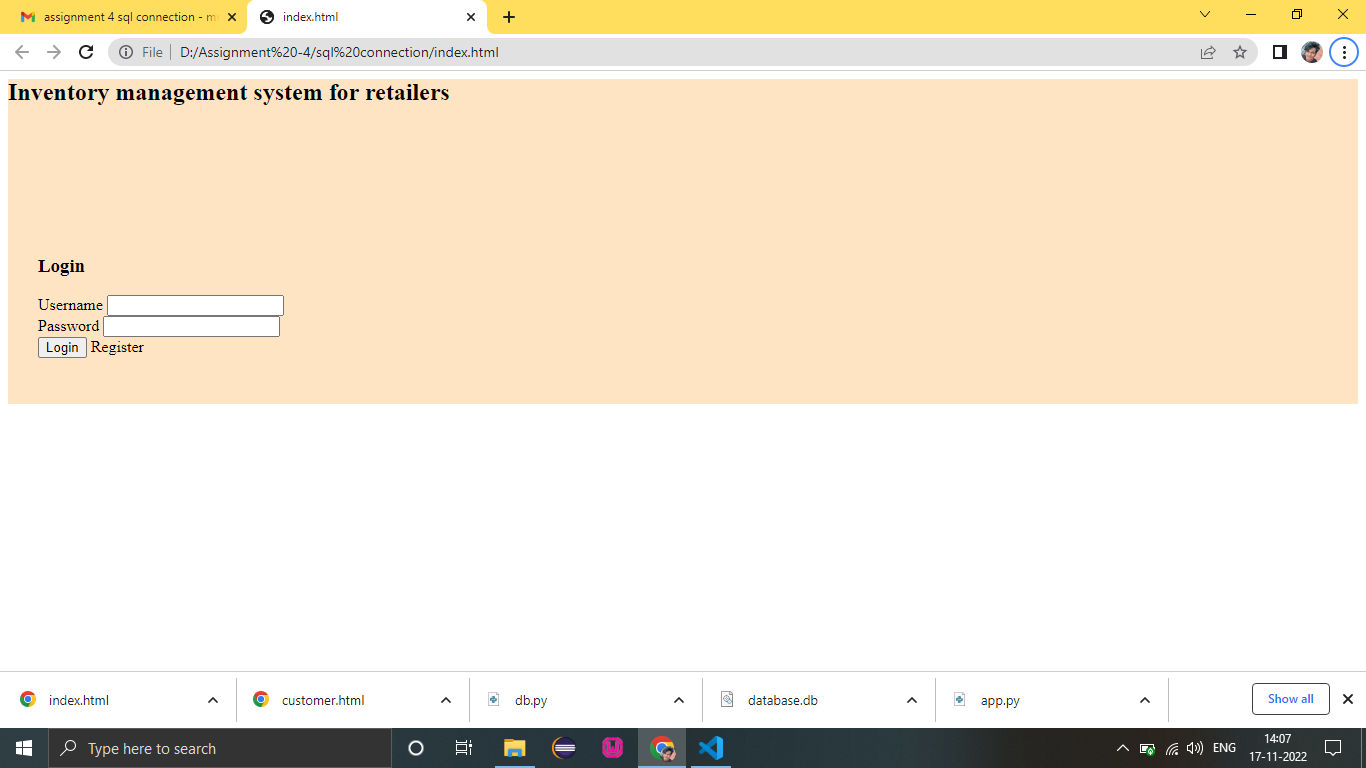 assignment 4 sql connection - m
index.html
File
D:/Assignment%20-4/sql%20connection/index.html
Inventory management system for retailers
Login
Username
Password
Login Register
index.html
customer.html
db.py
database.db
app.py
Show all
Type here to search
ENG
14:07
17-11-2022